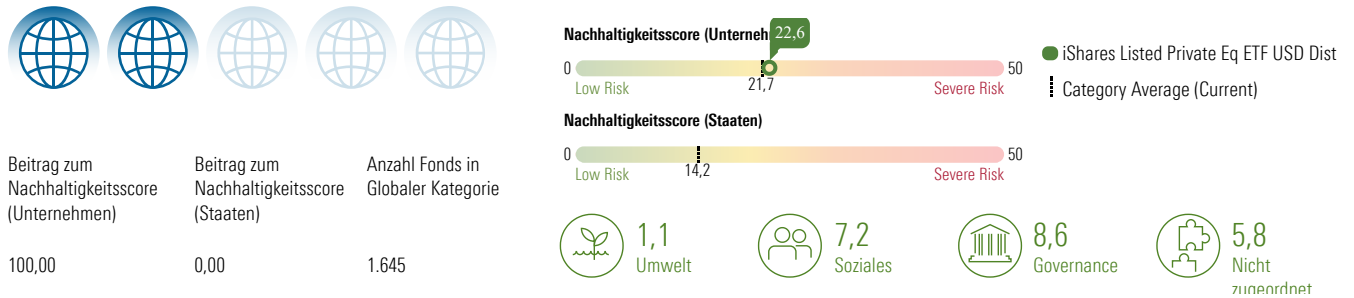 Beitrag zum
Nachhaltigkeitsscore
(Unternehmen)
100,00
Beitrag zum
Nachhaltigkeitsscore
(Staaten)
0,00
Anzahl Fonds in
Globaler Kategorie
1.645
Nachhaltigkeitsscore (Unterneh
22,6
0
50
Low Risk
21,7
Severe Risk
Nachhaltigkeitsscore (Staaten)
0
50
Low Risk
14,2
Severe Risk
iShares Listed Private Eq ETF USD Dist
Category Average (Current)
1,1
Umwelt
7,2
Soziales
8,6
Governance
5,8
Nicht
zugeordnet